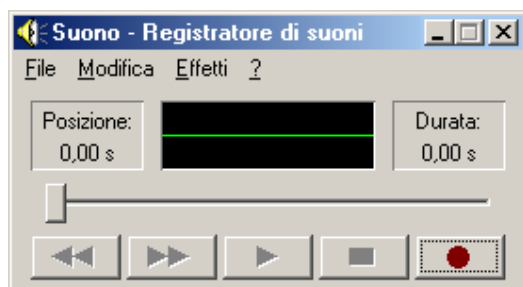 Suono - Registratore di suoni
File Modifica Effetti ?
Posizione:
0,00 s
Durata:
0,00 s